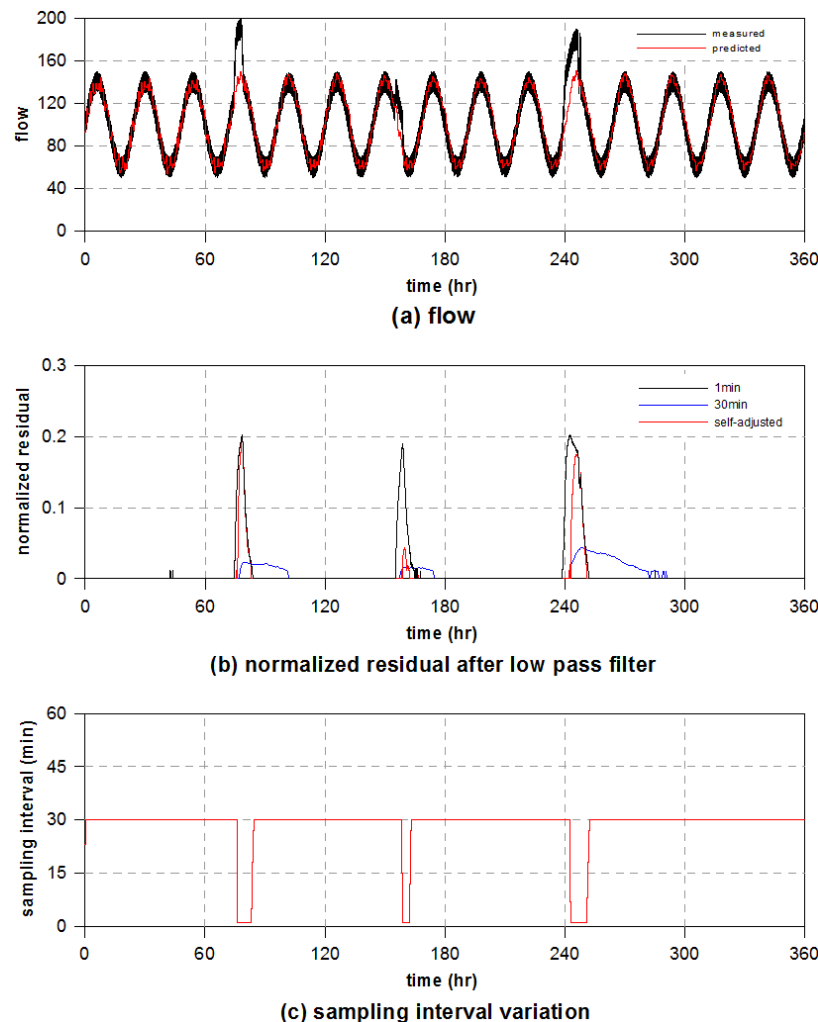 200
160
120
80
40
0
flow
measured
predicted
0 60 120 180 240 300 360
time (hr)
(a) flow
0.3
0.2
0.1
0
normalized residual
1min
30min
self-adjusted
0 60 120 180 240 300 360
time (hr)
(b) normalized residual after low pass filter
60
45
30
15
0
sampling interval (min)
0 60 120 180 240 300 360
time (hr)
(c) sampling interval variation